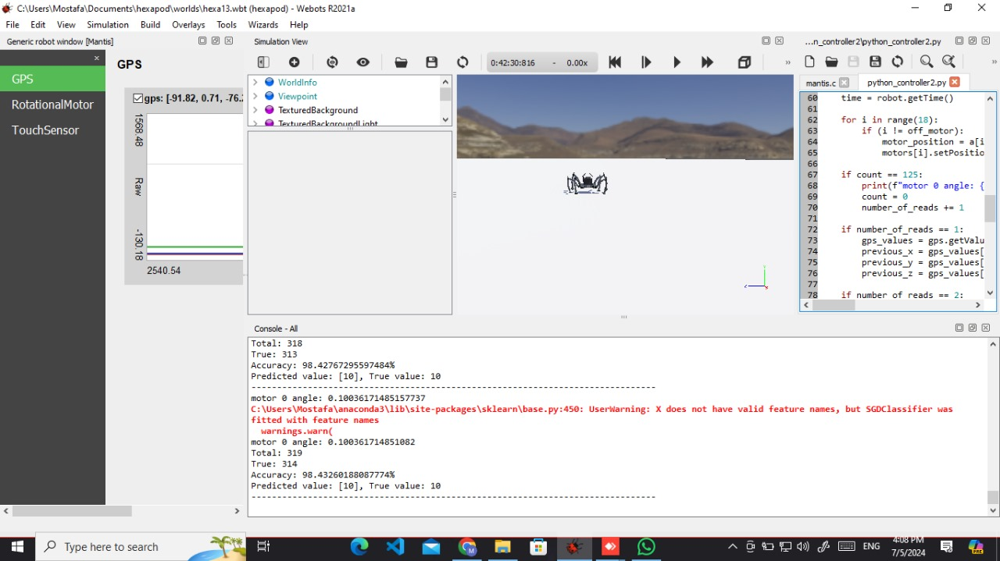 C:\Users\Mostafa\Documents\hexapod\worlds\hexa13.wbt (hexapod) - Webots R2021a
File Edit View Simulation Build Overlays Tools Wizards Help
Generic robot window [Mantis]
×
GPS
RotationalMotor
TouchSensor
GPS
gps: [-91.82, 0.71, -76.
1568.48
Raw
-130.18
2540.54
Simulation View
0:42:30:816 - 0.00x
»
WorldInfo
Viewpoint
TexturedBackground
TexturedBackgroundLight
Y
...n_controller2\python_controller2.py
»
mantis.c python_controller2.py
60 time = robot.getTime()
61
62 for i in range(18):
63 if (i != off_motor):
64 motor_position = a[i
65 motors[i].setPositio
66
67 if count == 125:
68 print(f"motor 0 angle: {
69 count = 0
70 number_of_reads += 1
71
72 if number_of_reads == 1:
73 gps_values = gps.getValu
74 previous_x = gps_values[
75 previous_y = gps_values[
76 previous_z = gps_values[
77
78 if number_of_reads == 2:
Console - All
Total: 318
True: 313
Accuracy: 98.42767295597484%
Predicted value: [10], True value: 10
-------------------------------------------------------------------------------
motor 0 angle: 0.10036171485157737
C:\Users\Mostafa\anaconda3\lib\site-packages\sklearn\base.py:450: UserWarning: X does not have valid feature names, but SGDClassifier was
fitted with feature names
warnings.warn(
motor 0 angle: 0.100361714851082
Total: 319
True: 314
Accuracy: 98.43260188087774%
Predicted value: [10], True value: 10
-------------------------------------------------------------------------------
Type here to search
ENG
4:08 PM
7/5/2024